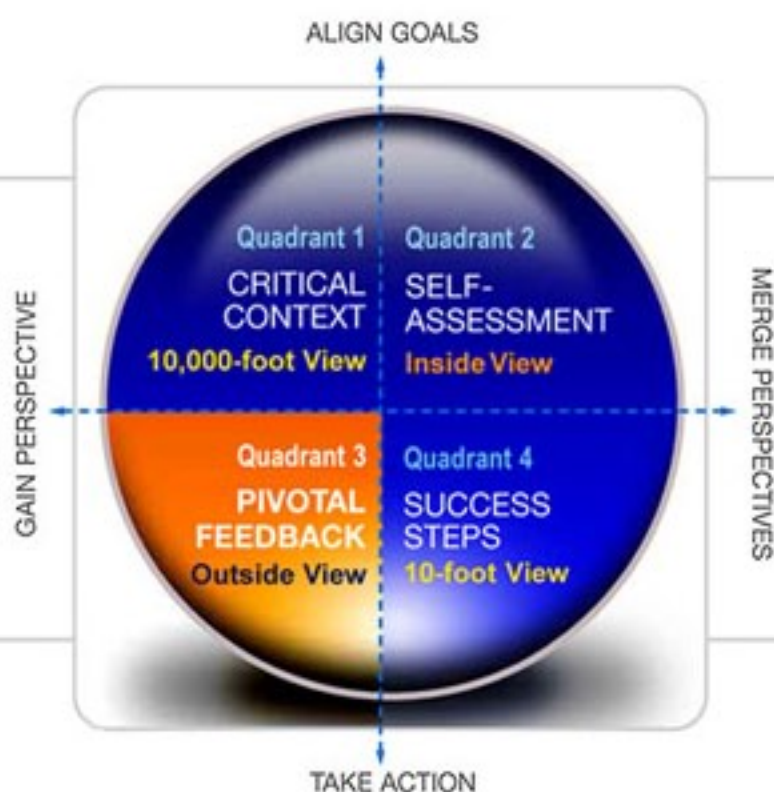 ALIGN GOALS
GAIN PERSPECTIVE
Quadrant 1
CRITICAL
CONTEXT
10,000-foot View
Quadrant 2
SELF-
ASSESSMENT
Inside View
Quadrant 3
PIVOTAL
FEEDBACK
Outside View
Quadrant 4
SUCCESS
STEPS
10-foot View
MERGE PERSPECTIVES
TAKE ACTION